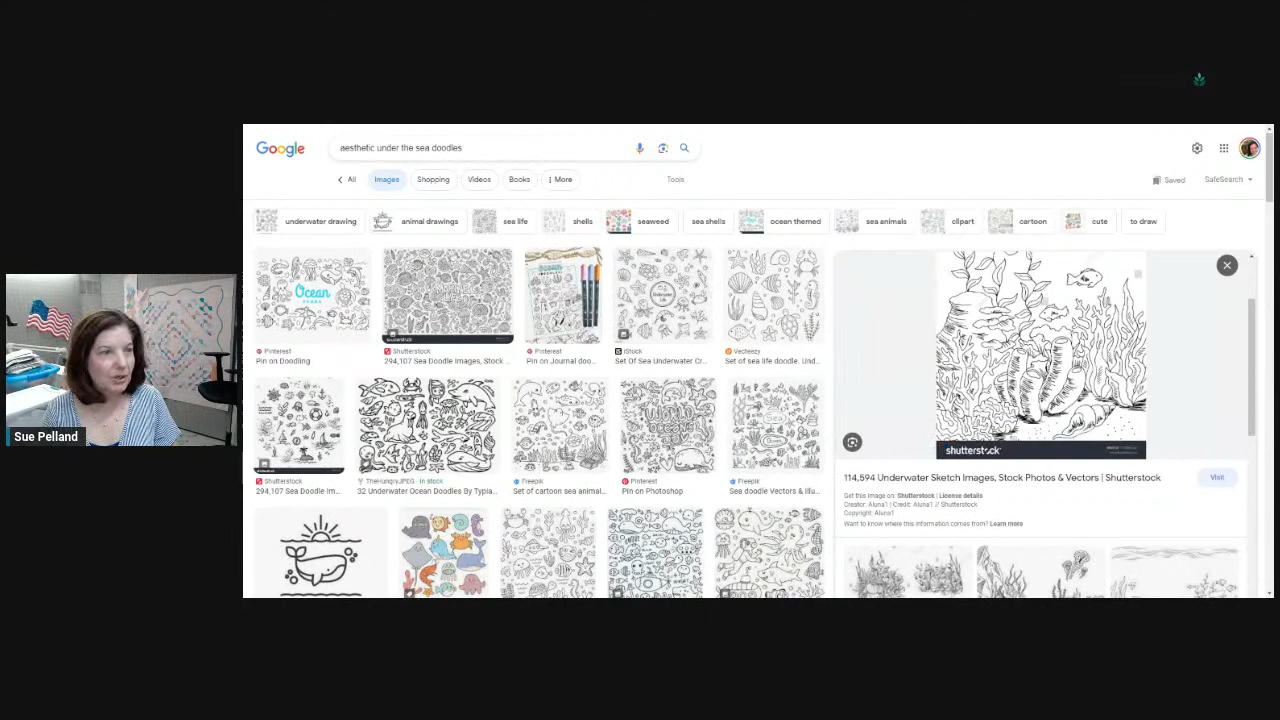 Google
aesthetic under the sea doodles
All
Images
Shopping
Videos
Books
More
Tools
Saved
SafeSearch
underwater drawing
animal drawings
sea life
shells
seaweed
sea shells
ocean themed
sea animals
clipart
cartoon
cute
to draw
Ocean
Pinterest
Pin on Doodling
Shutterstock
294,107 Sea Doodle Images, Stock ...
Pinterest
Pin on Journal doo...
iStock
Set Of Sea Underwater Cr...
Vecteezy
Set of sea life doodle. Und...
Shutterstock
294,107 Sea Doodle Im...
TheHungryJPEG · In stock
32 Underwater Ocean Doodles By Typia...
Freepik
Set of cartoon sea animal...
Pinterest
Pin on Photoshop
Freepik
Sea doodle Vectors & Illu...
shutterstock
114,594 Underwater Sketch Images, Stock Photos & Vectors | Shutterstock
Visit
Get this image on: Shutterstock | License details
Creator: Aluna1 | Credit: Aluna1 // Shutterstock
Copyright: Aluna1
Want to know where this information comes from? Learn more
Sue Pelland